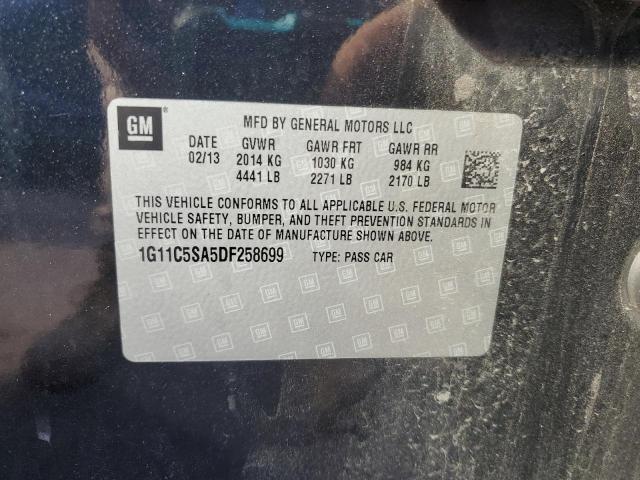 GM ® MFD BY GENERAL MOTORS LLC
DATE GVWR GAWR FRT GAWR RR
02/13 2014 KG 1030 KG 984 KG
4441 LB 2271 LB 2170 LB
THIS VEHICLE CONFORMS TO ALL APPLICABLE U.S. FEDERAL MOTOR
VEHICLE SAFETY, BUMPER, AND THEFT PREVENTION STANDARDS IN
EFFECT ON THE DATE OF MANUFACTURE SHOWN ABOVE.
1G11C5SA5DF258699 TYPE: PASS CAR